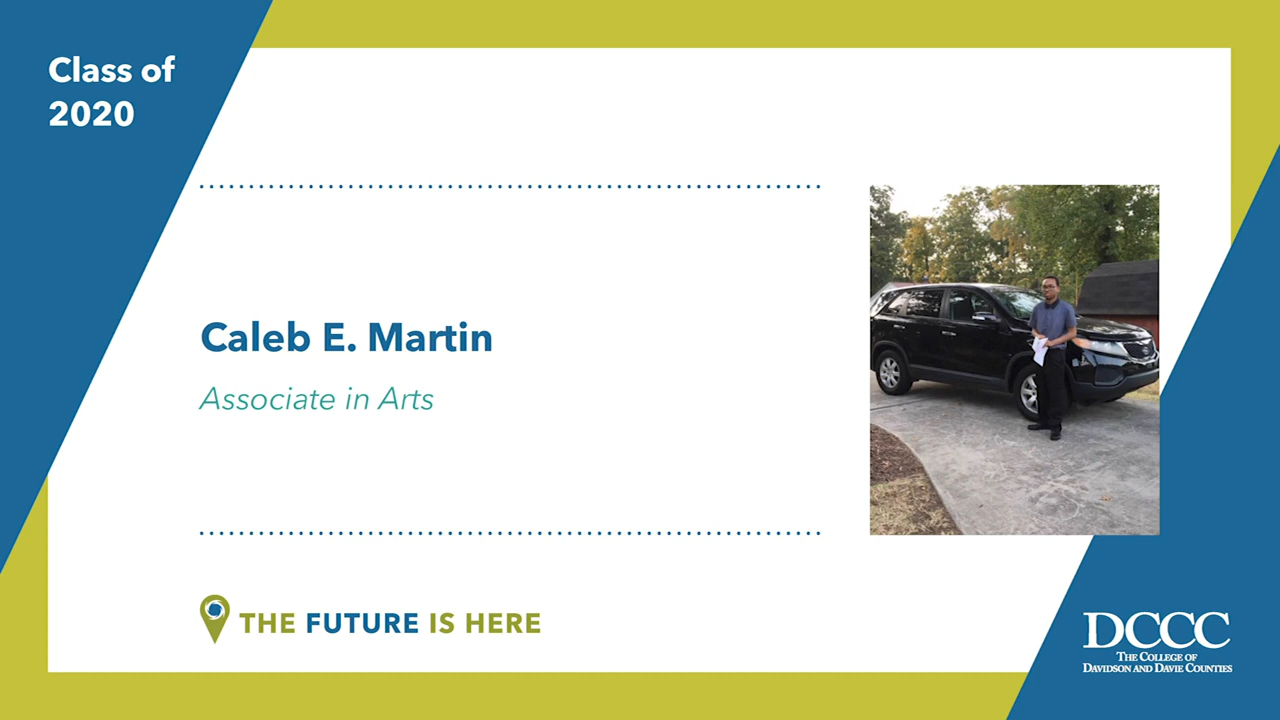 Class of
2020
Caleb E. Martin
Associate in Arts
THE FUTURE IS HERE
DCCC
THE COLLEGE OF
DAVIDSON AND DAVIE COUNTIES